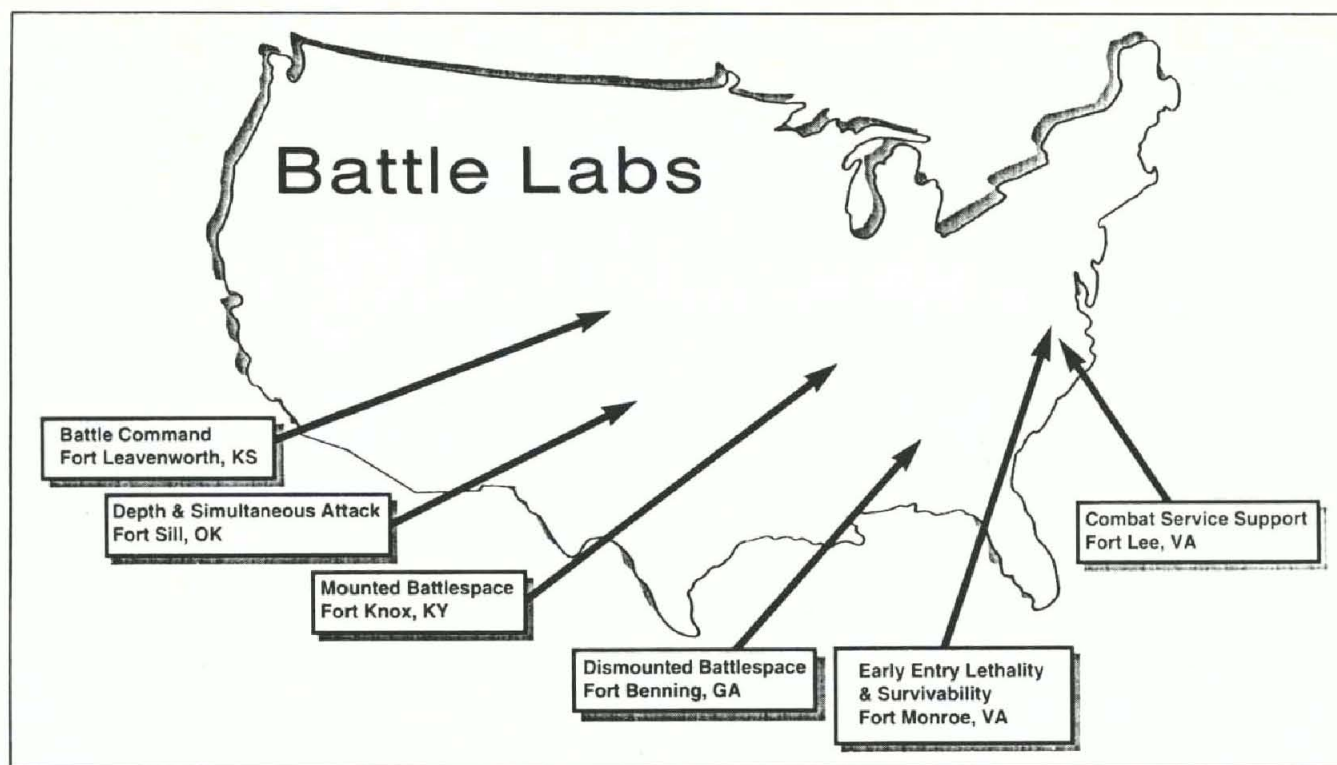 Battle Labs
Battle Command
Fort Leavenworth, KS
Depth & Simultaneous Attack
Fort Sill, OK
Mounted Battlespace
Fort Knox, KY
Dismounted Battlespace
Fort Benning, GA
Early Entry Lethality
& Survivability
Fort Monroe, VA
Combat Service Support
Fort Lee, VA